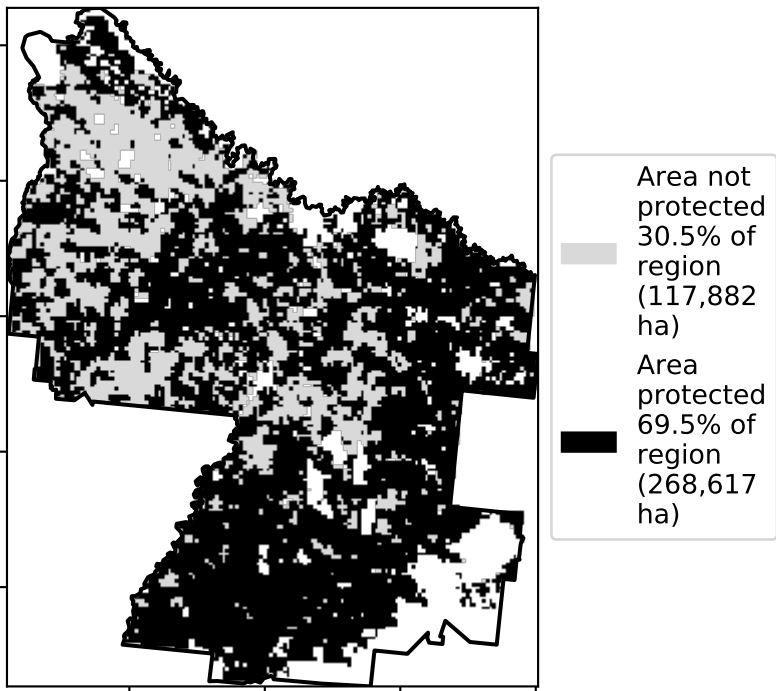 Area not
protected
30.5% of
region
(117,882
ha)
Area
protected
69.5% of
region
(268,617
ha)